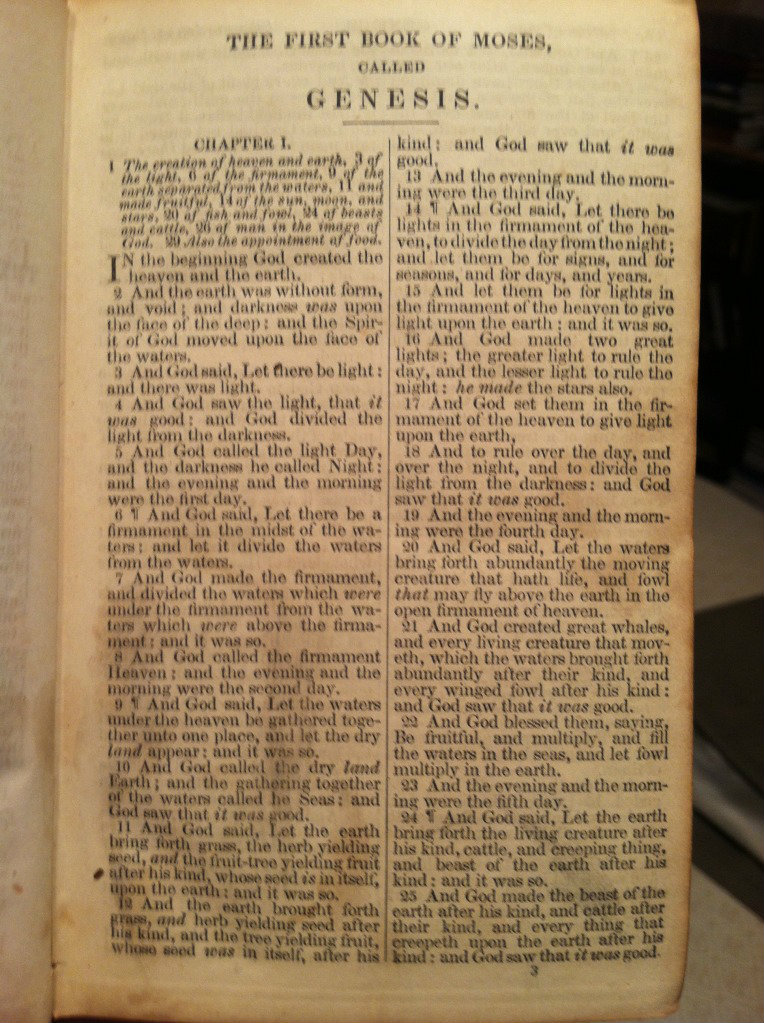 THE FIRST BOOK OF MOSES,
CALLED
GENESIS.
CHAPTER I.
1 The creation of heaven and earth, 3 of
the light, 6 of the firmament, 9 of the
earth separated from the waters, 11 and
made fruitful, 14 of the sun, moon, and
stars, 20 of fish and fowl, 24 of beasts
and cattle, 26 of man in the image of
God. 29 Also the appointment of food.
IN the beginning God created the
heaven and the earth.
2 And the earth was without form,
and void; and darkness was upon
the face of the deep: and the Spir-
it of God moved upon the face of
the waters.
3 And God said, Let there be light:
and there was light.
4 And God saw the light, that it
was good: and God divided the
light from the darkness.
5 And God called the light Day,
and the darkness he called Night:
and the evening and the morning
were the first day.
6 ¶ And God said, Let there be a
firmament in the midst of the wa-
ters: and let it divide the waters
from the waters.
7 And God made the firmament,
and divided the waters which were
under the firmament from the wa-
ters which were above the firma-
ment: and it was so.
8 And God called the firmament
Heaven: and the evening and the
morning were the second day.
9 ¶ And God said, Let the waters
under the heaven be gathered toge-
ther unto one place, and let the dry
land appear: and it was so.
10 And God called the dry land
Earth; and the gathering together
of the waters called he Seas: and
God saw that it was good.
11 And God said, Let the earth
bring forth grass, the herb yielding
seed, and the fruit-tree yielding fruit
after his kind, whose seed is in itself,
upon the earth: and it was so.
12 And the earth brought forth
grass, and herb yielding seed after
his kind, and the tree yielding fruit,
whose seed was in itself, after his
kind: and God saw that it was
good.
13 And the evening and the morn-
ing were the third day.
14 ¶ And God said, Let there be
lights in the firmament of the hea-
ven, to divide the day from the night;
and let them be for signs, and for
seasons, and for days, and years.
15 And let them be for lights in
the firmament of the heaven to give
light upon the earth: and it was so.
16 And God made two great
lights; the greater light to rule the
day, and the lesser light to rule the
night: he made the stars also.
17 And God set them in the fir-
mament of the heaven to give light
upon the earth,
18 And to rule over the day, and
over the night, and to divide the
light from the darkness: and God
saw that it was good.
19 And the evening and the morn-
ing were the fourth day.
20 And God said, Let the waters
bring forth abundantly the moving
creature that hath life, and fowl
that may fly above the earth in the
open firmament of heaven.
21 And God created great whales,
and every living creature that mov-
eth, which the waters brought forth
abundantly after their kind, and
every winged fowl after his kind:
and God saw that it was good.
22 And God blessed them, saying,
Be fruitful, and multiply, and fill
the waters in the seas, and let fowl
multiply in the earth.
23 And the evening and the morn-
ing were the fifth day.
24 ¶ And God said, Let the earth
bring forth the living creature after
his kind, cattle, and creeping thing,
and beast of the earth after his
kind: and it was so.
25 And God made the beast of the
earth after his kind, and cattle after
their kind, and every thing that
creepeth upon the earth after his
kind: and God saw that it was good.
3